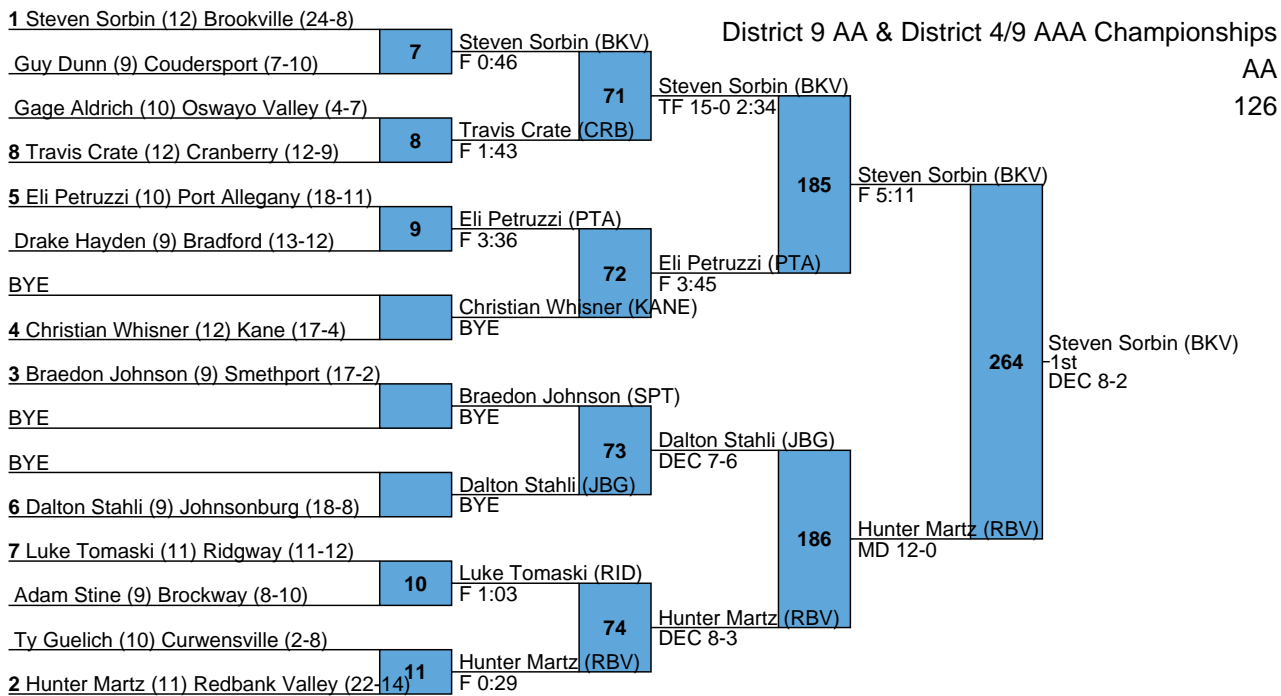 District 9 AA & District 4/9 AAA Championships
AA
126
1 Steven Sorbin (12) Brookville (24-8)
7
Guy Dunn (9) Coudersport (7-10)
Steven Sorbin (BKV)
F 0:46
71
Gage Aldrich (10) Oswayo Valley (4-7)
8
8 Travis Crate (12) Cranberry (12-9)
Travis Crate (CRB)
F 1:43
Steven Sorbin (BKV)
TF 15-0 2:34
185
5 Eli Petruzzi (10) Port Allegany (18-11)
9
Drake Hayden (9) Bradford (13-12)
Eli Petruzzi (PTA)
F 3:36
72
BYE
4 Christian Whisner (12) Kane (17-4)
Christian Whisner (KANE)
BYE
Eli Petruzzi (PTA)
F 3:45
Steven Sorbin (BKV)
F 5:11
264
3 Braedon Johnson (9) Smethport (17-2)
BYE
Braedon Johnson (SPT)
BYE
73
BYE
6 Dalton Stahli (9) Johnsonburg (18-8)
Dalton Stahli (JBG)
BYE
Dalton Stahli (JBG)
DEC 7-6
186
7 Luke Tomaski (11) Ridgway (11-12)
10
Adam Stine (9) Brockway (8-10)
Luke Tomaski (RID)
F 1:03
74
Ty Guelich (10) Curwensville (2-8)
11
2 Hunter Martz (11) Redbank Valley (22-14)
Hunter Martz (RBV)
F 0:29
Hunter Martz (RBV)
DEC 8-3
Hunter Martz (RBV)
MD 12-0
Steven Sorbin (BKV)
1st
DEC 8-2